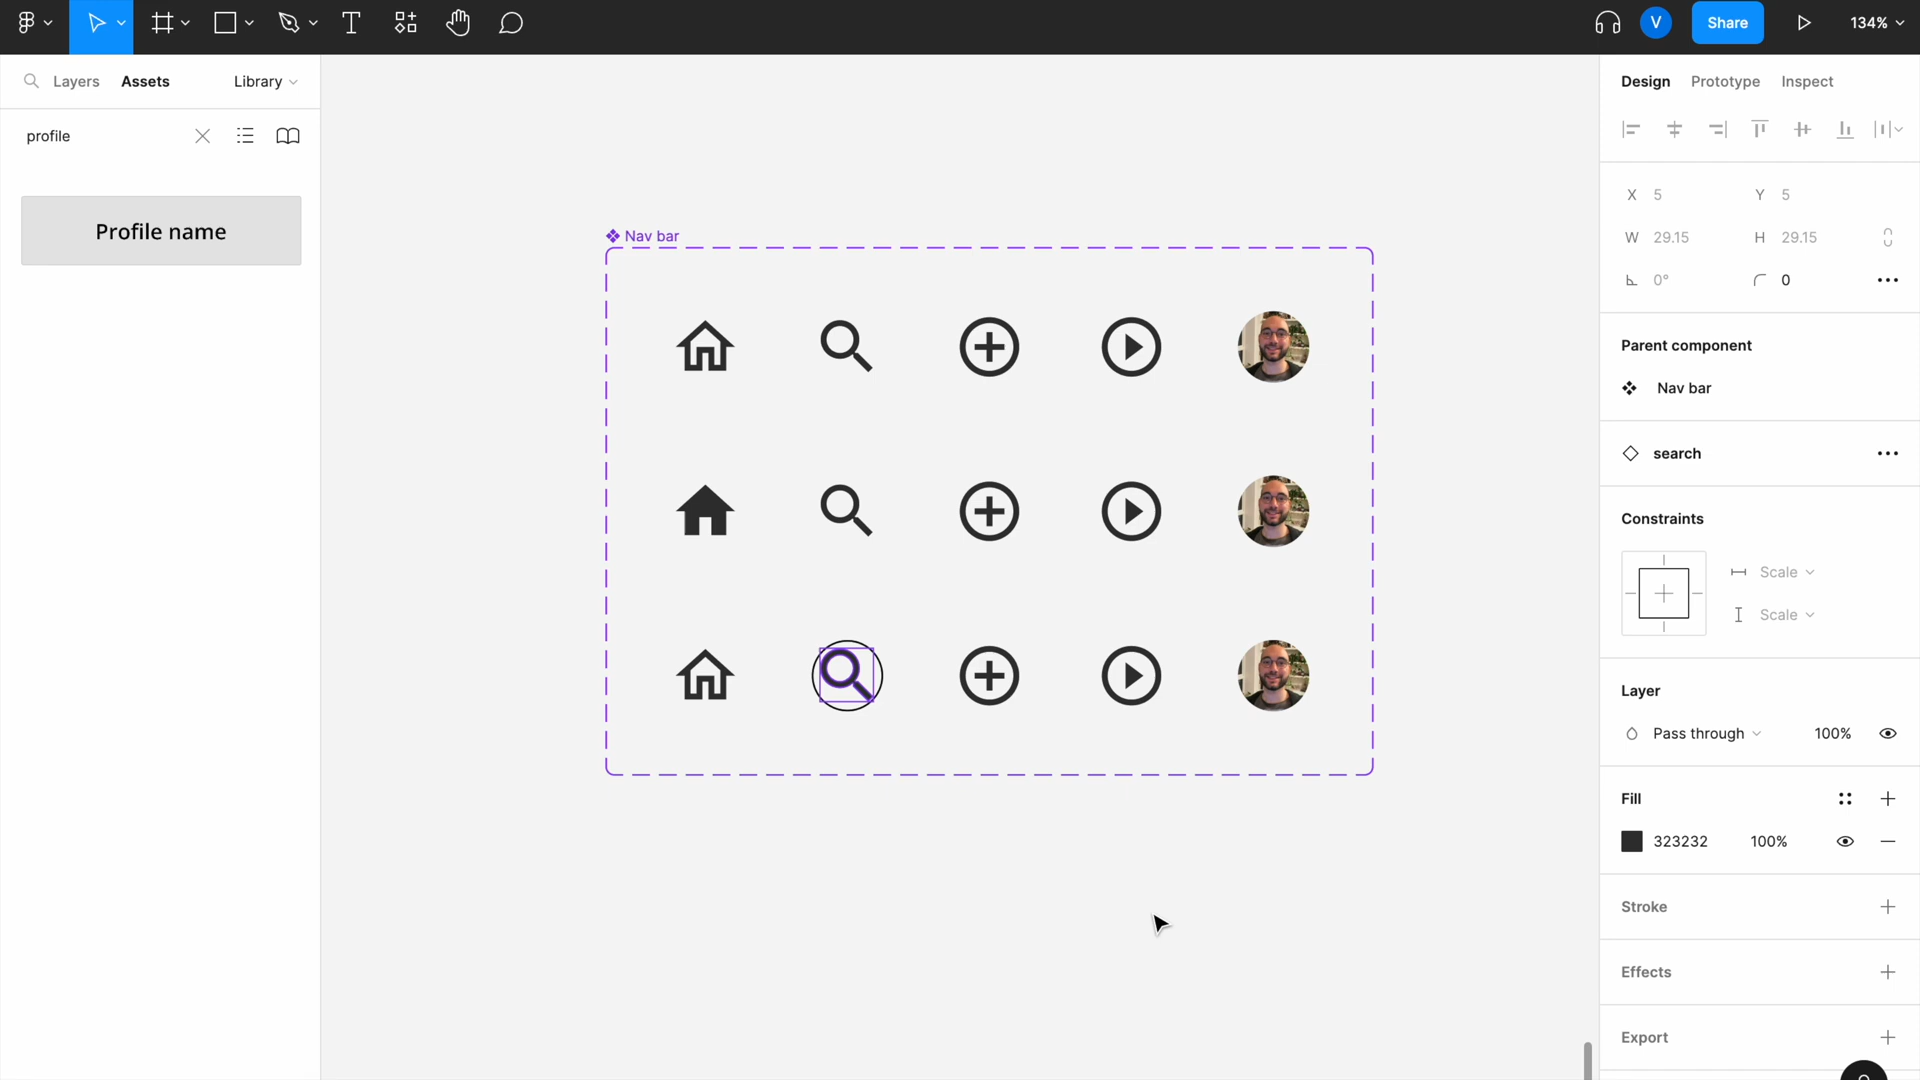 V
Share
134%
Layers
Assets
Library
profile
Profile name
Nav bar
Design
Prototype
Inspect
X 5
Y 5
W 29.15
H 29.15
0°
0
Parent component
Nav bar
search
Constraints
Scale
Scale
Layer
Pass through
100%
Fill
323232
100%
Stroke
Effects
Export